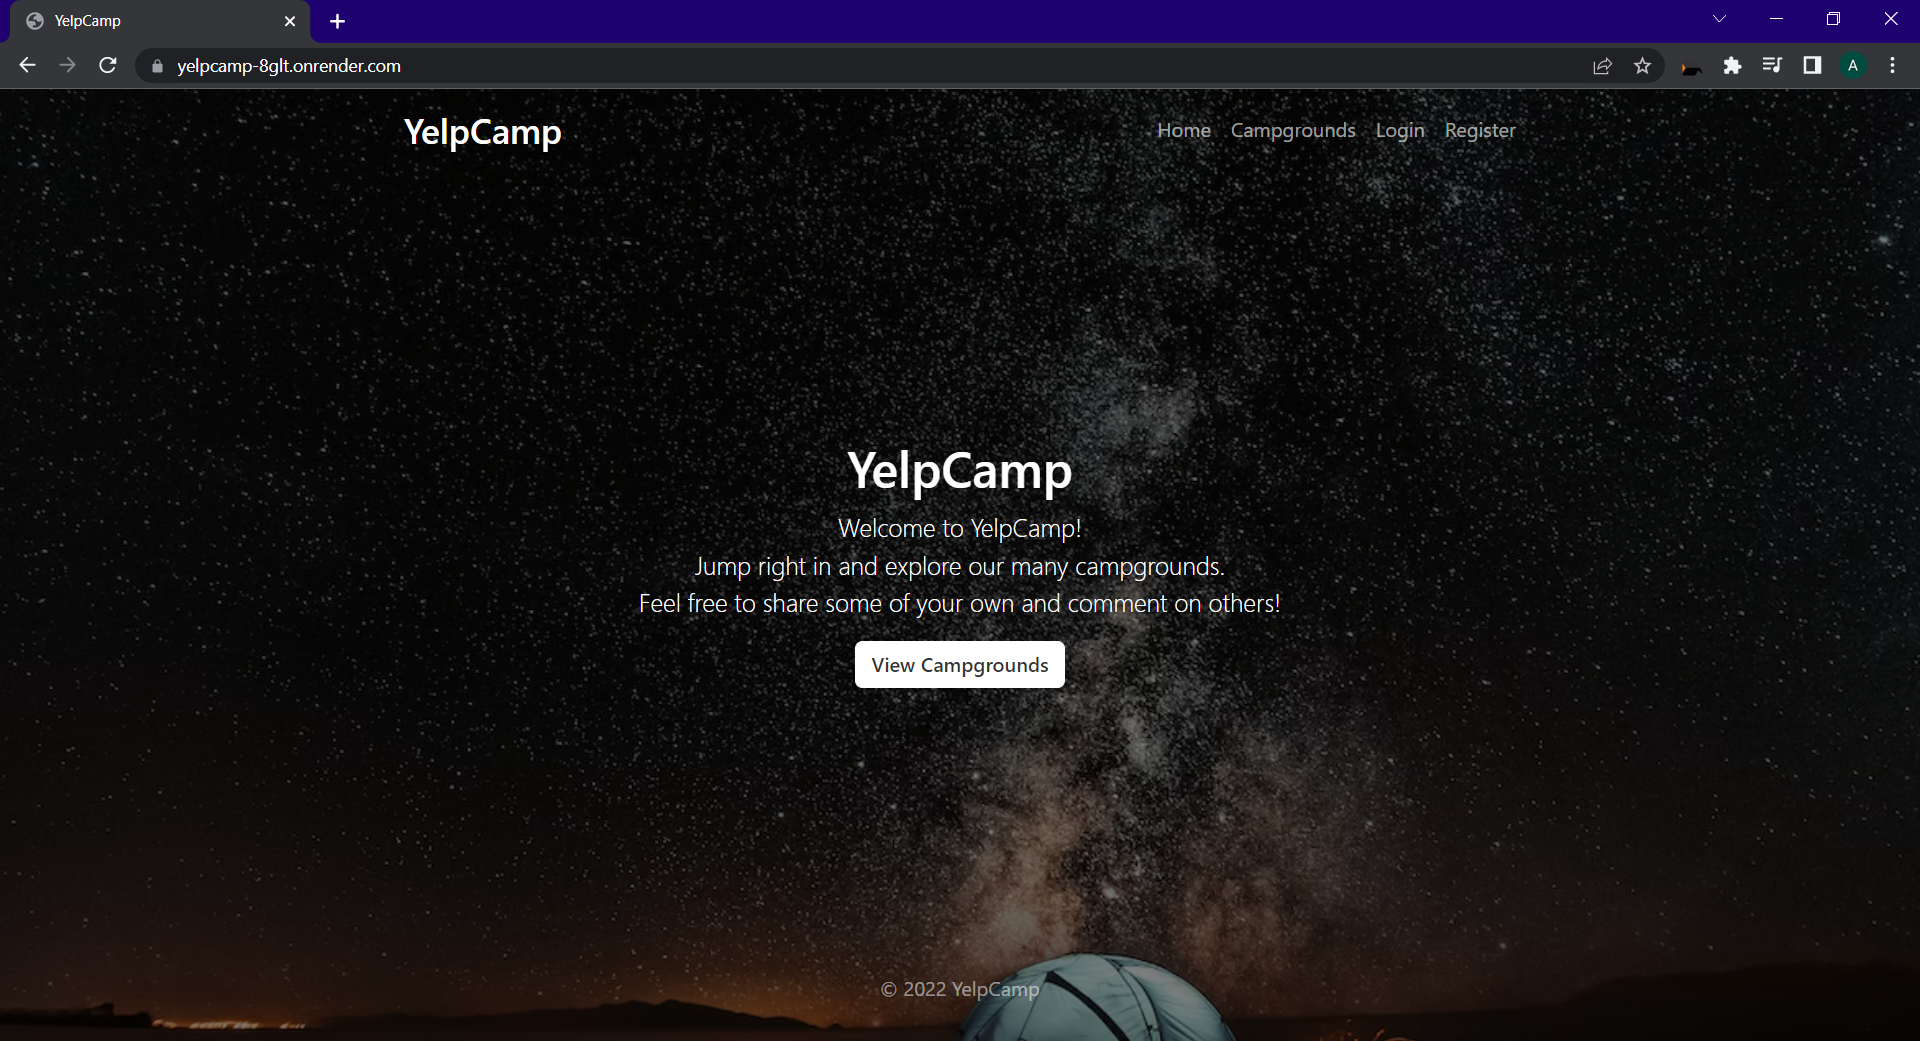 YelpCamp
yelpcamp-8glt.onrender.com
A
YelpCamp
Home Campgrounds Login Register
YelpCamp
Welcome to YelpCamp!
Jump right in and explore our many campgrounds.
Feel free to share some of your own and comment on others!
View Campgrounds
© 2022 YelpCamp